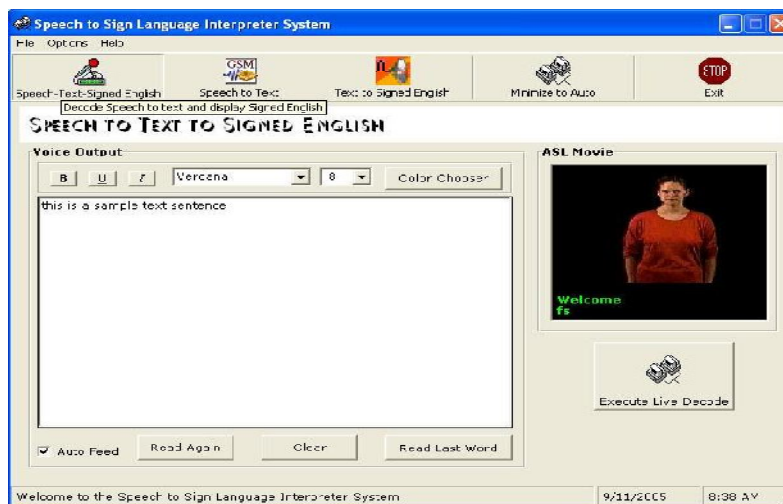 Speech to Sign Language Interpreter System
File Options Help
Speech-Text-Signed English
GSM
Speech to Text
Text to Signed English
Minimize to Auto
STOP
Exit
Decode Speech to text and display Signed English
SPEECH TO TEXT TO SIGNED ENGLISH
Voice Output
B U I Verdana 8 Color Chooser
this is a sample text sentence
ASL Movie
Welcome
fs
Execute Live Decode
Auto Feed Read Again Clear Read Last Word
Welcome to the Speech to Sign Language Interpreter System 9/11/2005 8:38 AM